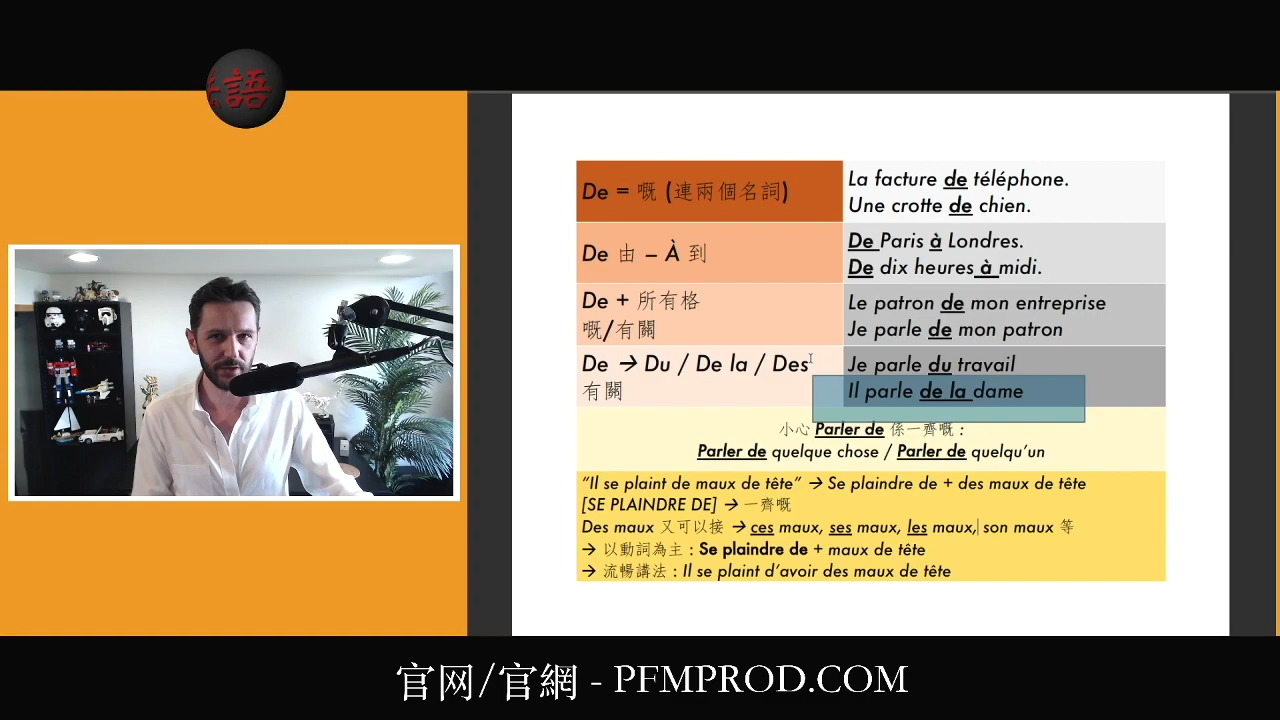 語
De = 嘅 (連兩個名詞)
La facture de téléphone.
Une crotte de chien.
De 由 – À 到
De Paris à Londres.
De dix heures à midi.
De + 所有格
嘅/有關
Le patron de mon entreprise
Je parle de mon patron
De → Du / De la / Des
有關
Je parle du travail
Il parle de la dame
小心 Parler de 係一齊嘅 :
Parler de quelque chose / Parler de quelqu’un
“Il se plaint de maux de tête” → Se plaindre de + des maux de tête
[SE PLAINDRE DE] → 一齊嘅
Des maux 又可以接 → ces maux, ses maux, les maux, son maux 等
→ 以動詞為主 : Se plaindre de + maux de tête
→ 流暢講法 : Il se plaint d’avoir des maux de tête
官网/官網 - PFMPROD.COM